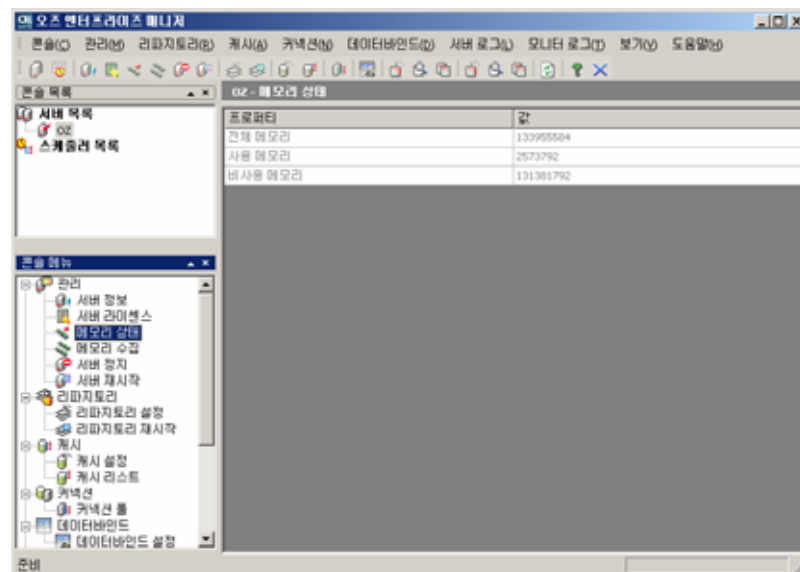 오즈 엔터프라이즈 매니저
콘솔(C) 관리(M) 리파지토리(R) 캐시(A) 커넥션(N) 데이터바인드(D) 서버 로그(L) 모니터 로그(T) 보기(V) 도움말(H)
콘솔 목록
서버 목록
OZ
스케줄러 목록
OZ - 메모리 상태
프로퍼티 값
전체 메모리 133955584
사용 메모리 2573792
비사용 메모리 131381792
콘솔 메뉴
관리
서버 정보
서버 라이센스
메모리 상태
메모리 수집
서버 정지
서버 재시작
리파지토리
리파지토리 설정
리파지토리 재시작
캐시
캐시 설정
캐시 리스트
커넥션
커넥션 풀
데이터바인드
데이터바인드 설정
준비